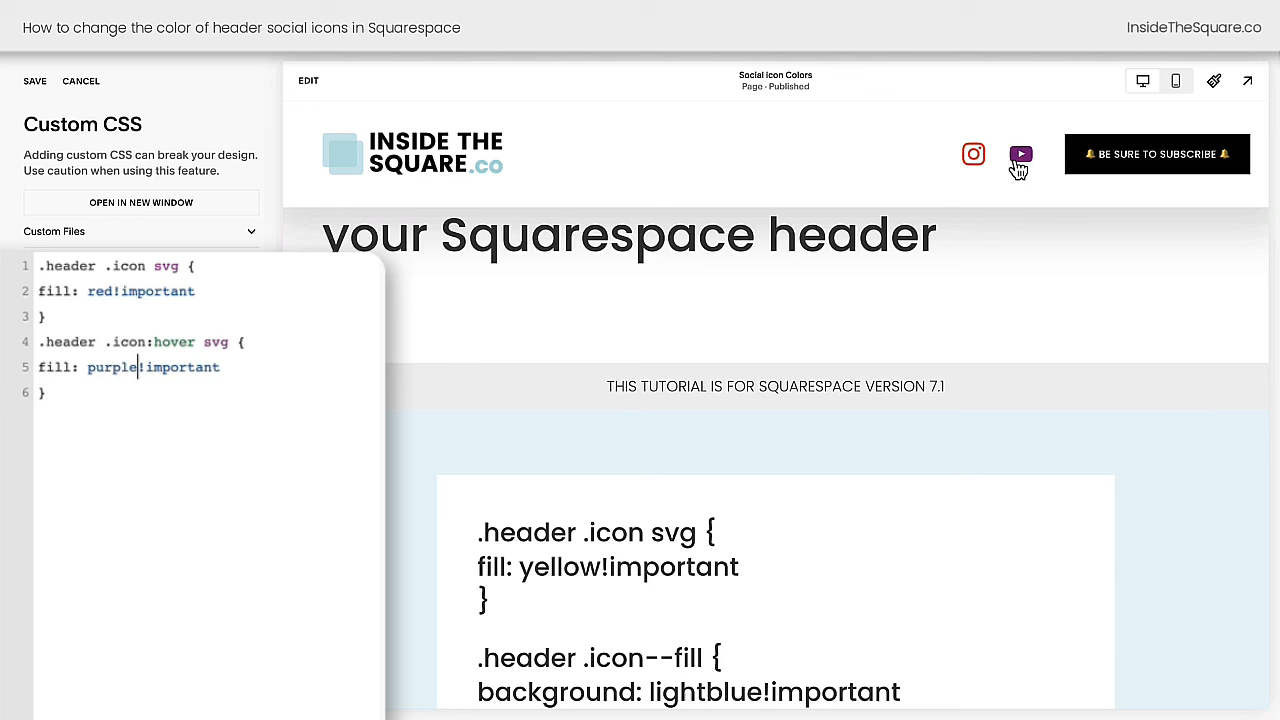 How to change the color of header social icons in Squarespace
InsideTheSquare.co
SAVE CANCEL
Custom CSS
Adding custom CSS can break your design.
Use caution when using this feature.
OPEN IN NEW WINDOW
Custom Files
1 .header .icon svg {
2 fill: red!important
3 }
4 .header .icon:hover svg {
5 fill: purple!important
6 }
EDIT
Social icon Colors
Page · Published
INSIDE THE
SQUARE.co
🔔 BE SURE TO SUBSCRIBE 🔔
your Squarespace header
THIS TUTORIAL IS FOR SQUARESPACE VERSION 7.1
.header .icon svg {
fill: yellow!important
}
.header .icon--fill {
background: lightblue!important